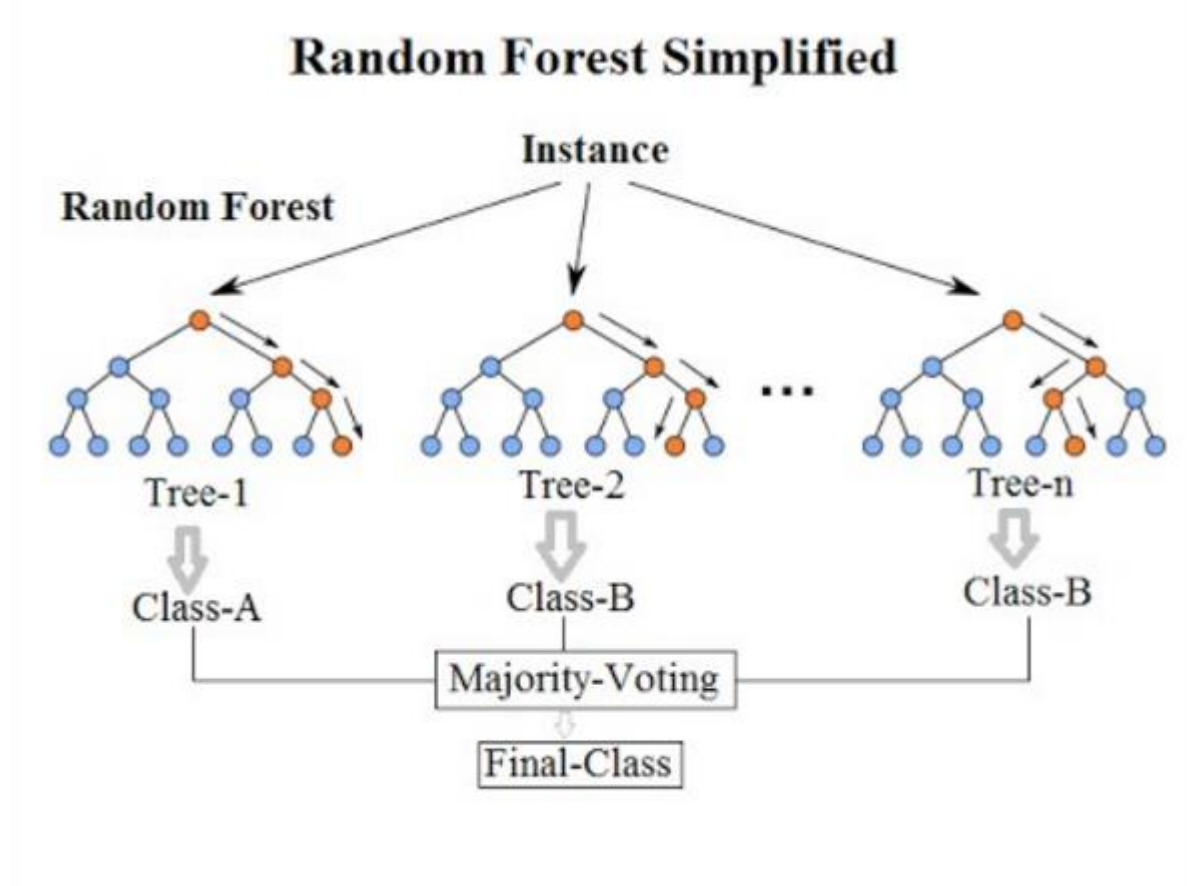 Random Forest Simplified
Instance
Random Forest
...
Tree-1
Tree-2
Tree-n
Class-A
Class-B
Class-B
Majority-Voting
Final-Class